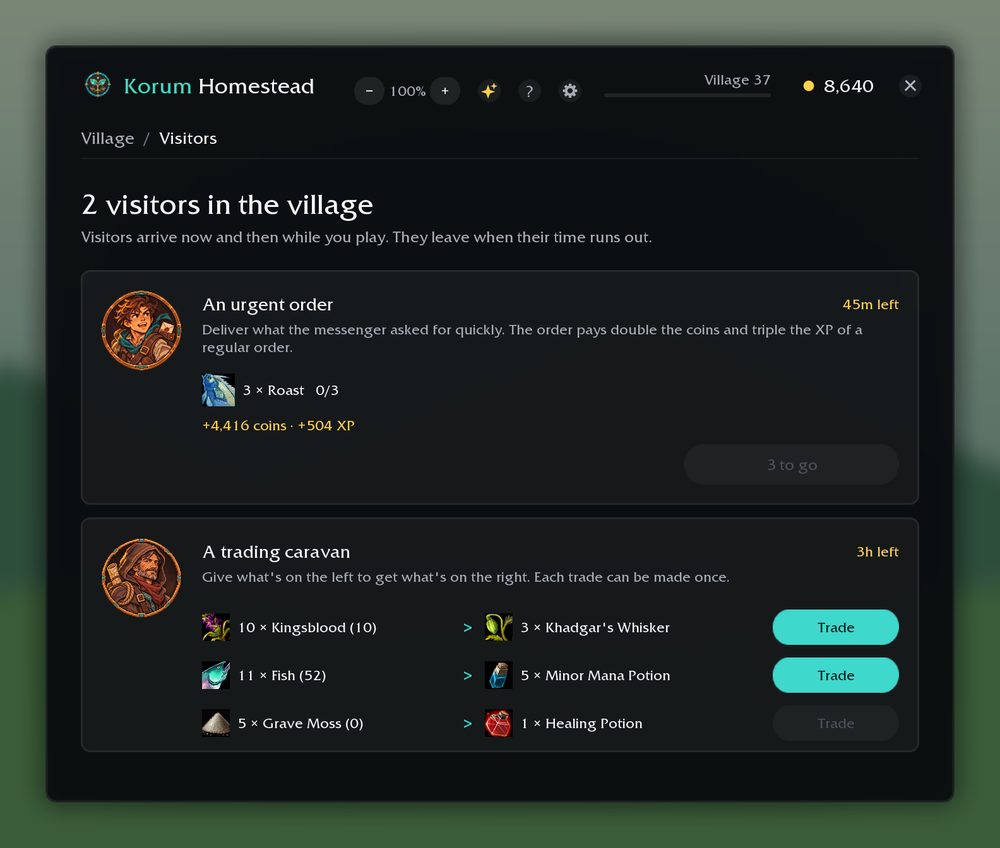 Korum Homestead
− 100% + ? Village 37 8,640 ✕
Village / Visitors
2 visitors in the village
Visitors arrive now and then while you play. They leave when their time runs out.
An urgent order 45m left
Deliver what the messenger asked for quickly. The order pays double the coins and triple the XP of a
regular order.
3 × Roast 0/3
+4,416 coins · +504 XP
3 to go
A trading caravan 3h left
Give what's on the left to get what's on the right. Each trade can be made once.
10 × Kingsblood (10) > 3 × Khadgar's Whisker Trade
11 × Fish (52) > 5 × Minor Mana Potion Trade
5 × Grave Moss (0) > 1 × Healing Potion Trade